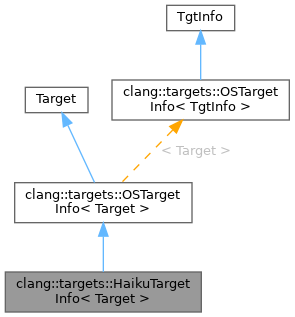 TgtInfo
Target
clang::targets::OSTarget
Info< TgtInfo >
< Target >
clang::targets::OSTarget
Info< Target >
clang::targets::HaikuTarget
Info< Target >